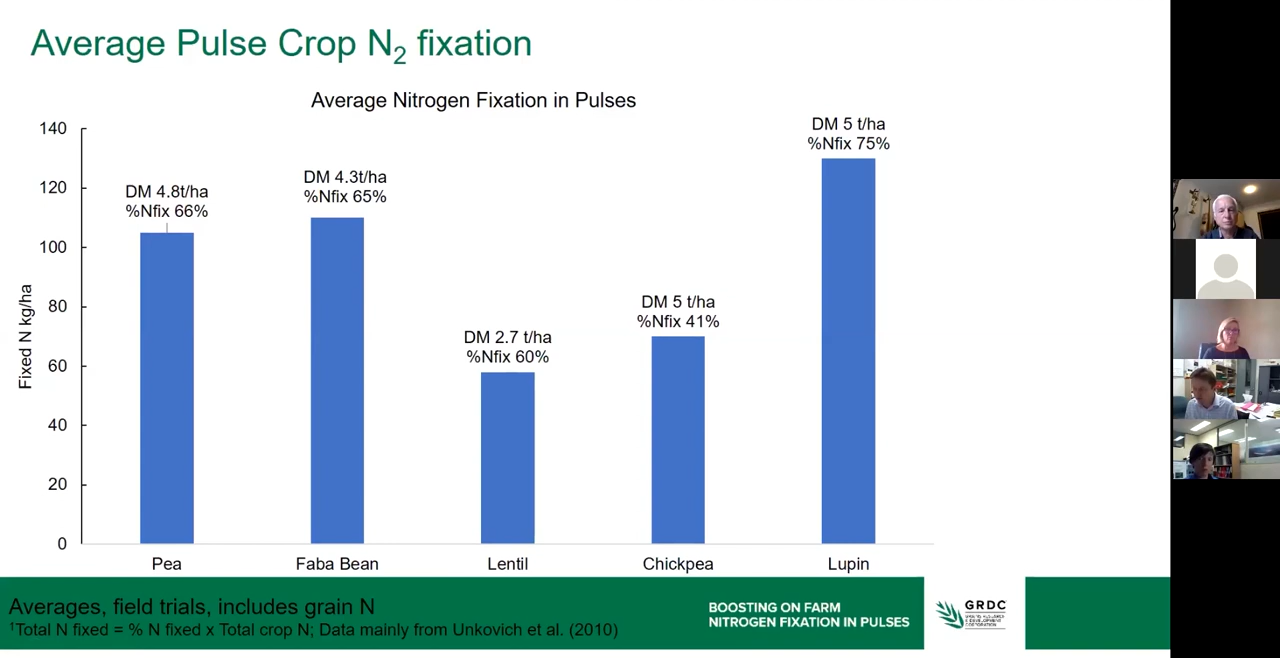 Average Pulse Crop N₂ fixation
Average Nitrogen Fixation in Pulses
Fixed N kg/ha
140
120
100
80
60
40
20
0
DM 4.8t/ha
%Nfix 66%
DM 4.3t/ha
%Nfix 65%
DM 2.7 t/ha
%Nfix 60%
DM 5 t/ha
%Nfix 41%
DM 5 t/ha
%Nfix 75%
Pea
Faba Bean
Lentil
Chickpea
Lupin
Averages, field trials, includes grain N
¹Total N fixed = % N fixed x Total crop N; Data mainly from Unkovich et al. (2010)
BOOSTING ON FARM
NITROGEN FIXATION IN PULSES
GRDC
GRAINS RESEARCH
& DEVELOPMENT
CORPORATION